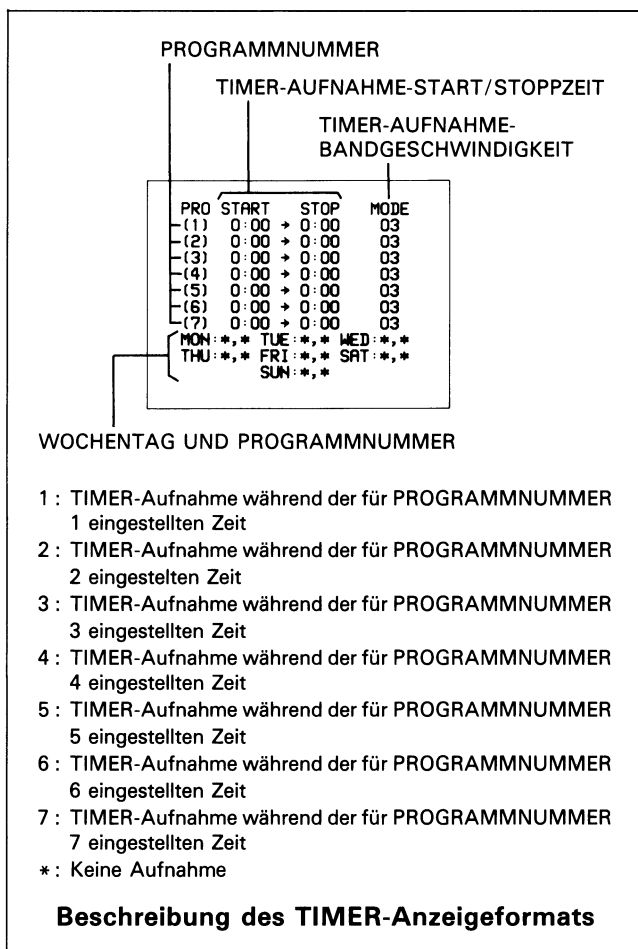 PROGRAMMNUMMER
TIMER-AUFNAHME-START/STOPPZEIT
TIMER-AUFNAHME-
BANDGESCHWINDIGKEIT
PRO START STOP MODE
(1) 0:00 → 0:00 03
(2) 0:00 → 0:00 03
(3) 0:00 → 0:00 03
(4) 0:00 → 0:00 03
(5) 0:00 → 0:00 03
(6) 0:00 → 0:00 03
(7) 0:00 → 0:00 03
MON:*,* TUE:*,* WED:*,*
THU:*,* FRI:*,* SAT:*,*
SUN:*,*
WOCHENTAG UND PROGRAMMNUMMER
1 : TIMER-Aufnahme während der für PROGRAMMNUMMER
1 eingestellten Zeit
2 : TIMER-Aufnahme während der für PROGRAMMNUMMER
2 eingestelten Zeit
3 : TIMER-Aufnahme während der für PROGRAMMNUMMER
3 eingestellten Zeit
4 : TIMER-Aufnahme während der für PROGRAMMNUMMER
4 eingestellten Zeit
5 : TIMER-Aufnahme während der für PROGRAMMNUMMER
5 eingestellten Zeit
6 : TIMER-Aufnahme während der für PROGRAMMNUMMER
6 eingestellten Zeit
7 : TIMER-Aufnahme während der für PROGRAMMNUMMER
7 eingestellten Zeit
* : Keine Aufnahme
Beschreibung des TIMER-Anzeigeformats